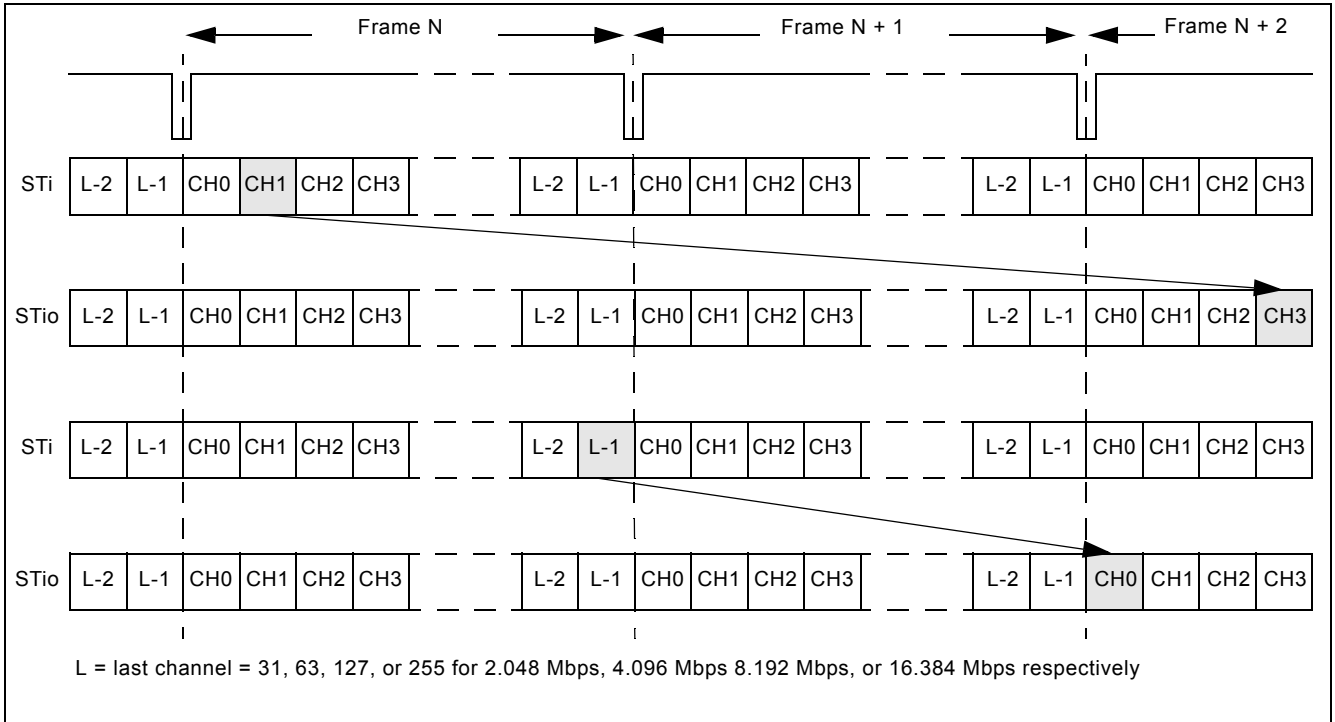 Frame N Frame N + 1 Frame N + 2
STi L-2 L-1 CH0 CH1 CH2 CH3 L-2 L-1 CH0 CH1 CH2 CH3 L-2 L-1 CH0 CH1 CH2 CH3
STio L-2 L-1 CH0 CH1 CH2 CH3 L-2 L-1 CH0 CH1 CH2 CH3 L-2 L-1 CH0 CH1 CH2 CH3
STi L-2 L-1 CH0 CH1 CH2 CH3 L-2 L-1 CH0 CH1 CH2 CH3 L-2 L-1 CH0 CH1 CH2 CH3
STio L-2 L-1 CH0 CH1 CH2 CH3 L-2 L-1 CH0 CH1 CH2 CH3 L-2 L-1 CH0 CH1 CH2 CH3
L = last channel = 31, 63, 127, or 255 for 2.048 Mbps, 4.096 Mbps 8.192 Mbps, or 16.384 Mbps respectively